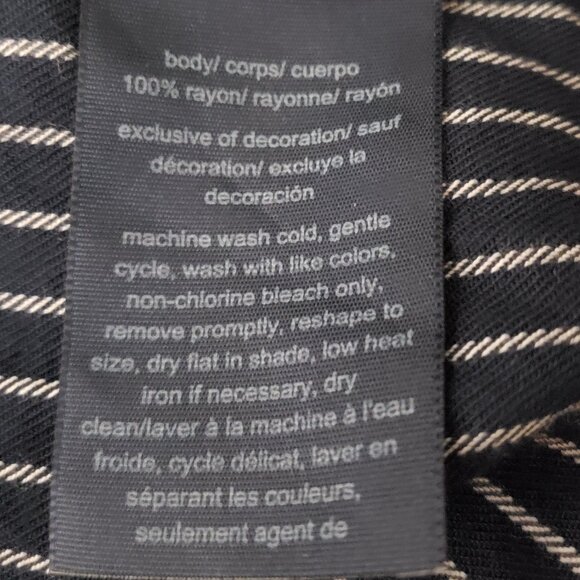 body/ corps/ cuerpo
100% rayon/ rayonne/ rayón
exclusive of decoration/ sauf
décoration/ excluye la
decoración
machine wash cold, gentle
cycle, wash with like colors,
non-chlorine bleach only,
remove promptly, reshape to
size, dry flat in shade, low heat
iron if necessary, dry
clean/laver à la machine à l'eau
froide, cycle délicat, laver en
séparant les couleurs,
seulement agent de